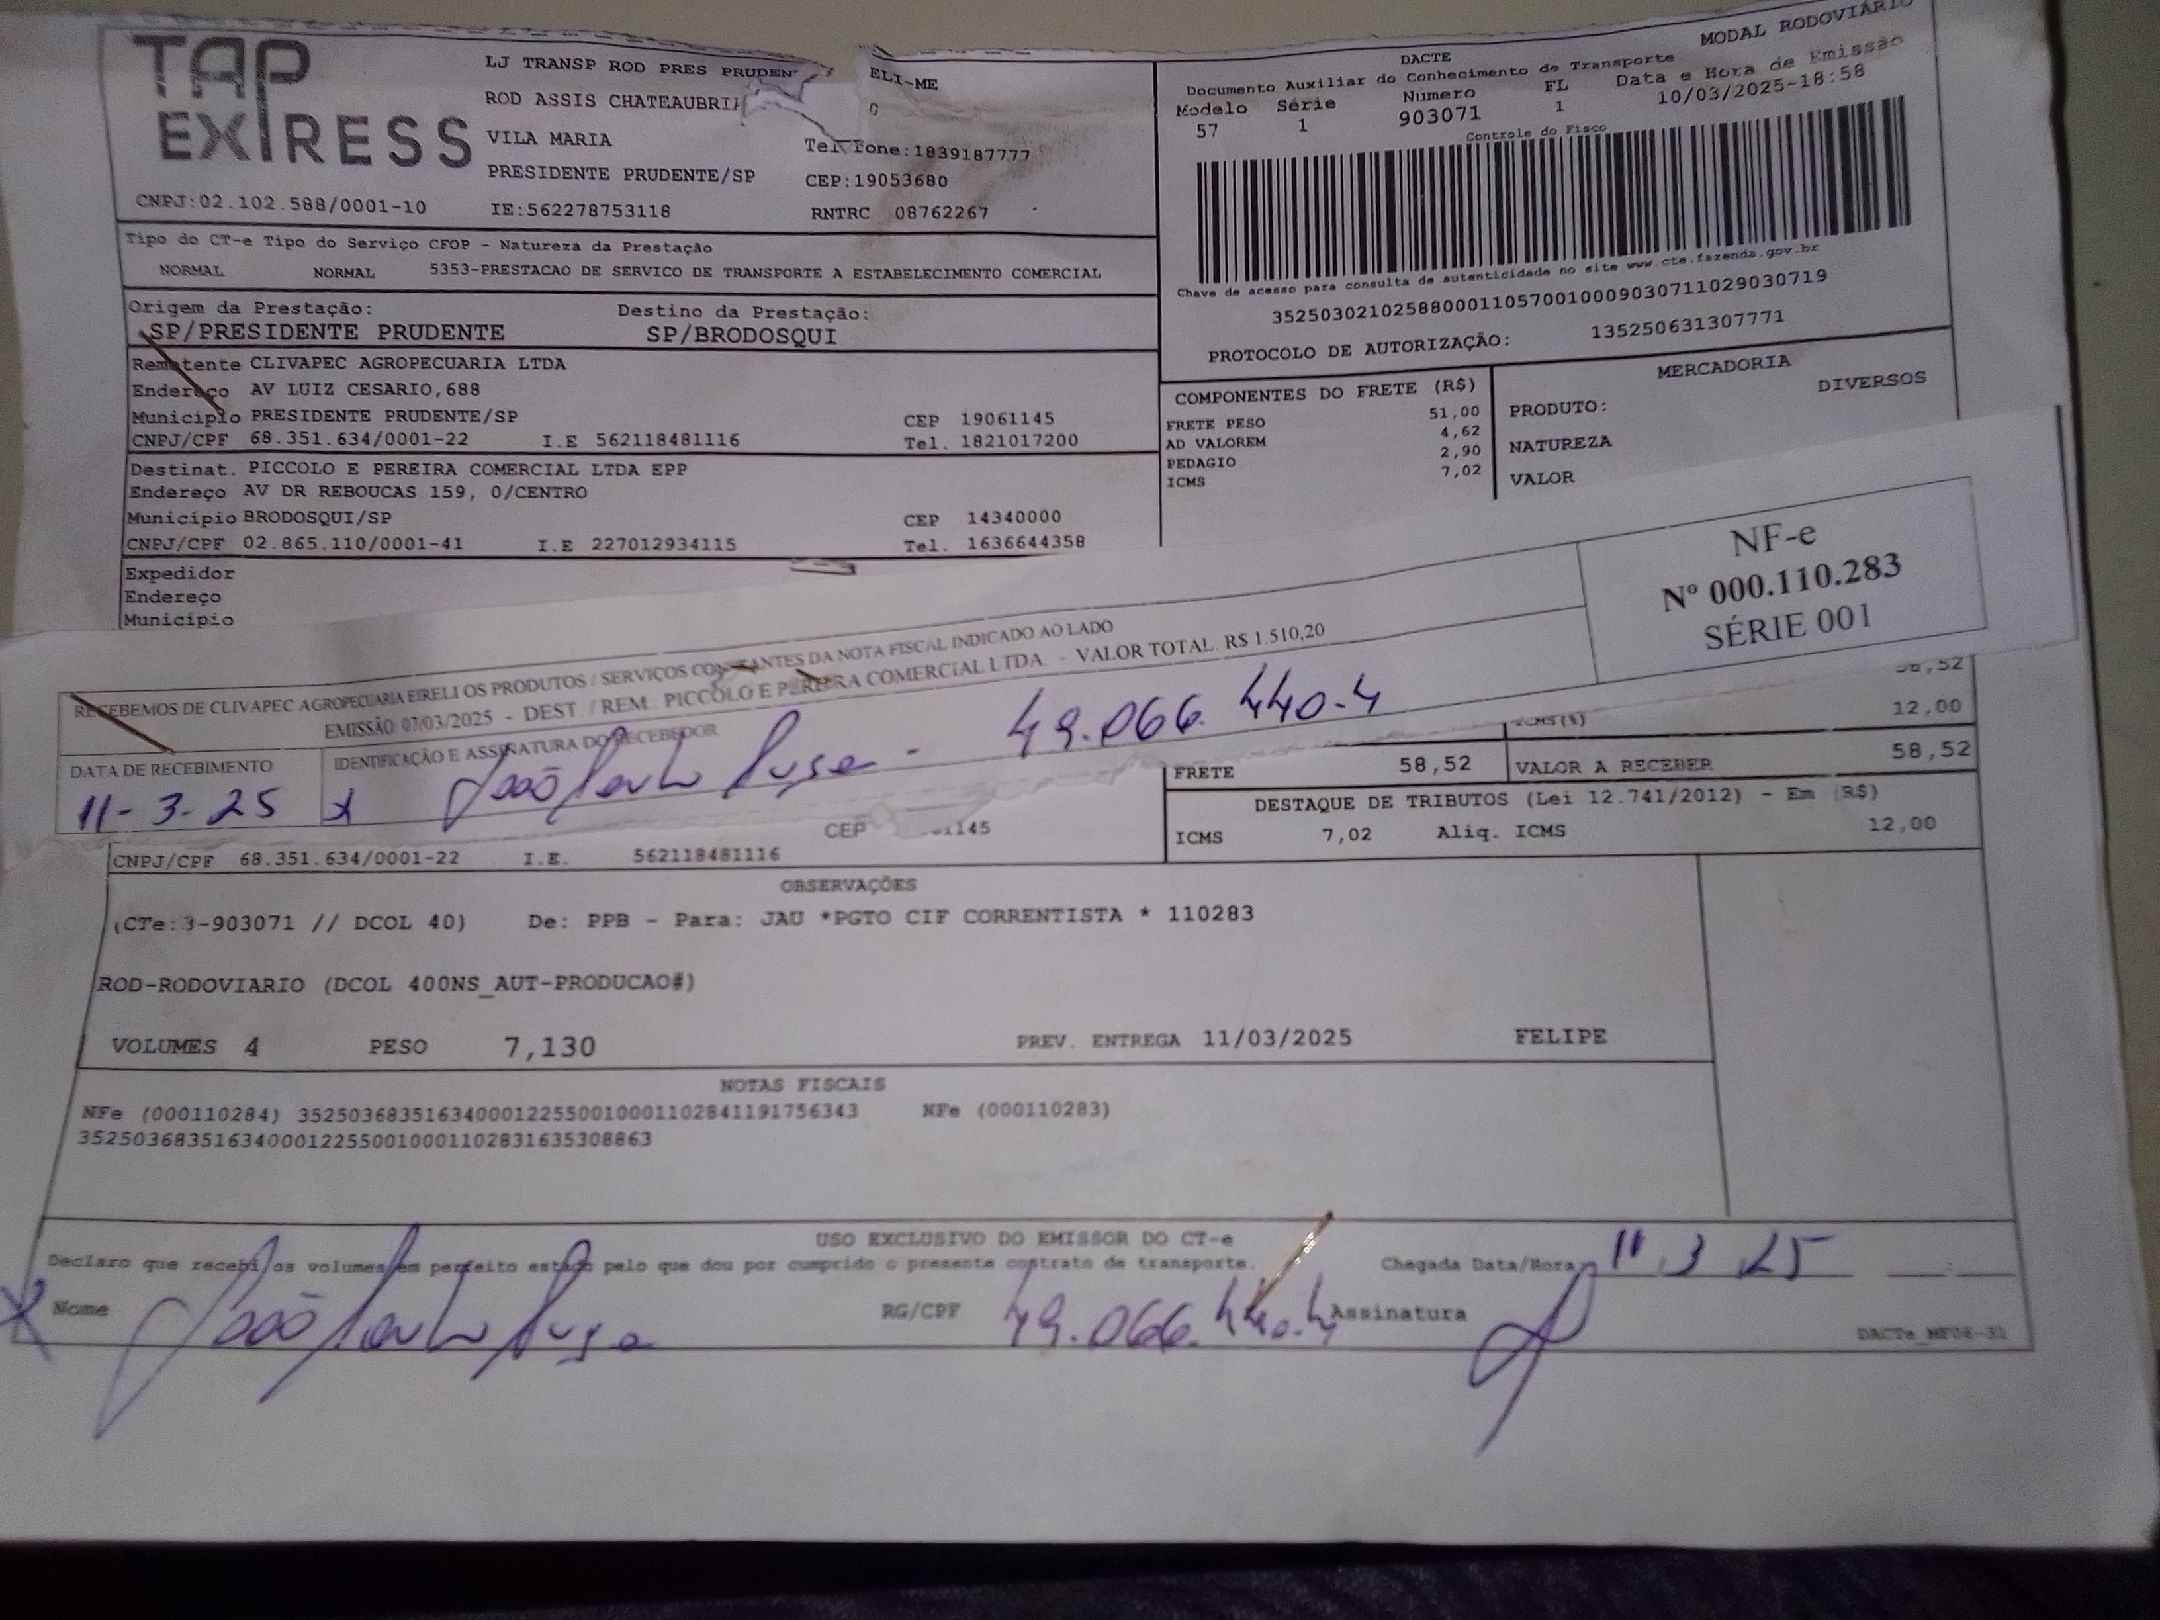 TAP
EXPRESS
LJ TRANSP ROD PRES PRUDEN ELI-ME
ROD ASSIS CHATEAUBRI 0
VILA MARIA fone:1839187777
PRESIDENTE PRUDENTE/SP CEP:19053680
CNPJ:02.102.588/0001-10 IE:562278753118 RNTRC 08762267
DACTE MODAL RODOVIÁRIO
Documento Auxiliar do Conhecimento de Transporte
Modelo Série Número FL Data e Hora de Emissão
57 1 903071 1 10/03/2025-18:58
Controle do Fisco
Chave de acesso para consulta de autenticidade no site www.cte.fazenda.gov.br
35250302102588000110570010009030711029030719
PROTOCOLO DE AUTORIZAÇÃO: 135250631307771
Tipo do CT-e Tipo do Serviço CFOP - Natureza da Prestação
NORMAL NORMAL 5353-PRESTACAO DE SERVICO DE TRANSPORTE A ESTABELECIMENTO COMERCIAL
Origem da Prestação: Destino da Prestação:
SP/PRESIDENTE PRUDENTE SP/BRODOSQUI
Remetente CLIVAPEC AGROPECUARIA LTDA
Endereço AV LUIZ CESARIO,688
Município PRESIDENTE PRUDENTE/SP CEP 19061145
CNPJ/CPF 68.351.634/0001-22 I.E 562118481116 Tel. 1821017200
Destinat. PICCOLO E PEREIRA COMERCIAL LTDA EPP
Endereço AV DR REBOUCAS 159, 0/CENTRO
Município BRODOSQUI/SP CEP 14340000
CNPJ/CPF 02.865.110/0001-41 I.E 227012934115 Tel. 1636644358
Expedidor
Endereço
Município
COMPONENTES DO FRETE (R$)
FRETE PESO 51,00
AD VALOREM 4,62
PEDAGIO 2,90
ICMS 7,02
MERCADORIA
PRODUTO: DIVERSOS
NATUREZA
VALOR
NF-e
Nº 000.110.283
SÉRIE 001
RECEBEMOS DE CLIVAPEC AGROPECUARIA EIRELI OS PRODUTOS / SERVIÇOS CONSTANTES DA NOTA FISCAL INDICADO AO LADO
EMISSÃO: 07/03/2025 - DEST. / REM.: PICCOLO E PEREIRA COMERCIAL LTDA. - VALOR TOTAL: R$ 1.510,20
DATA DE RECEBIMENTO IDENTIFICAÇÃO E ASSINATURA DO RECEBEDOR
11-3-25 João Paulo - 49.066.440-4
58,52
ICMS(%) 12,00
FRETE 58,52 VALOR A RECEBER 58,52
DESTAQUE DE TRIBUTOS (Lei 12.741/2012) - Em (R$)
ICMS 7,02 Aliq. ICMS 12,00
CEP 1145
CNPJ/CPF 68.351.634/0001-22 I.E. 562118481116
OBSERVAÇÕES
(CTe:3-903071 // DCOL 40) De: PPB - Para: JAU *PGTO CIF CORRENTISTA * 110283
ROD-RODOVIARIO (DCOL 400NS_AUT-PRODUCAO#)
VOLUMES 4 PESO 7,130 PREV. ENTREGA 11/03/2025 FELIPE
NOTAS FISCAIS
NFe (000110284) 35250368351634000122550010001102841191756343 NFe (000110283)
35250368351634000122550010001102831635308863
USO EXCLUSIVO DO EMISSOR DO CT-e
Declaro que recebi os volumes em perfeito estado pelo que dou por cumprido o presente contrato de transporte. Chegada Data/Hora 11 3 25
Nome João Paulo RG/CPF 49.066.440.4 Assinatura